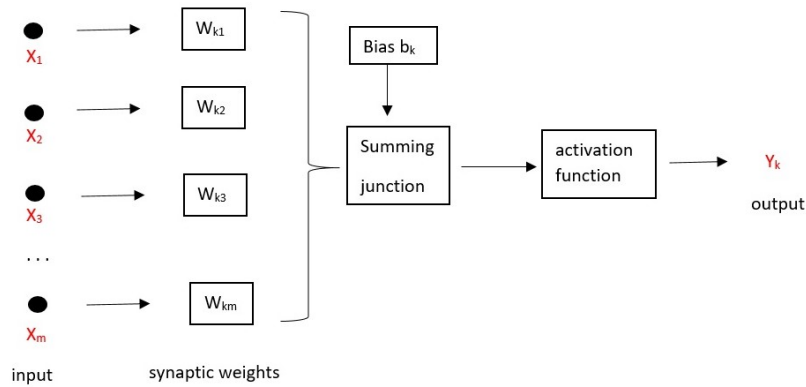 X1
Wk1
Bias bk
X2
Wk2
Summing
junction
activation
function
Yk
output
X3
Wk3
...
Xm
Wkm
input
synaptic weights